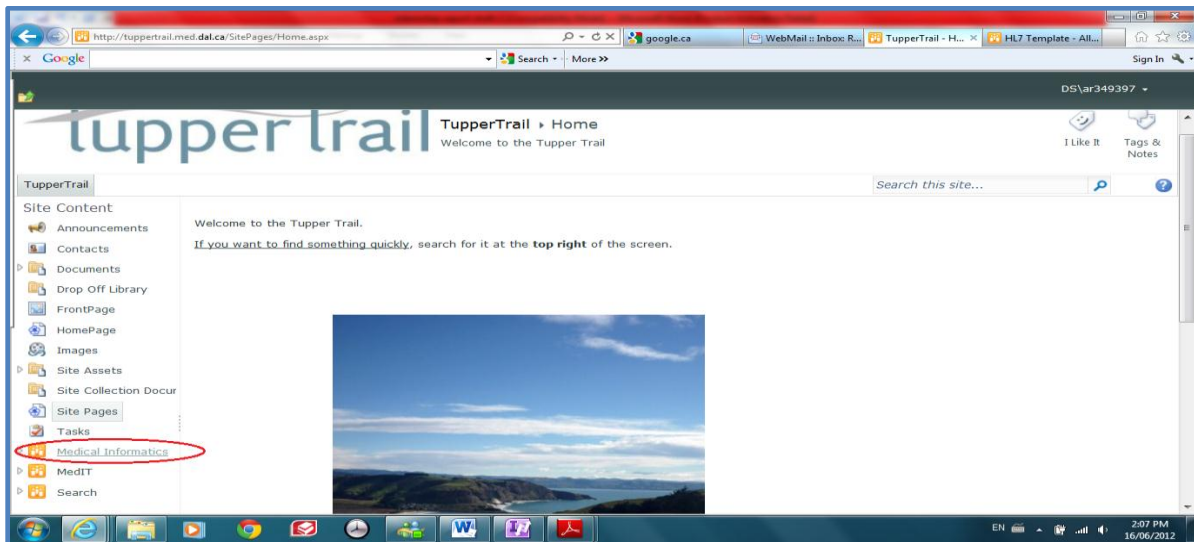 http://tuppertrail.med.dal.ca/SitePages/Home.aspx
google.ca
WebMail :: Inbox: R...
TupperTrail - H...
HL7 Template - All...
x Google
Search
More >>
Sign In
DS\ar349397
tupper trail
TupperTrail › Home
Welcome to the Tupper Trail
I Like It
Tags &
Notes
TupperTrail
Search this site...
Site Content
Announcements
Contacts
Documents
Drop Off Library
FrontPage
HomePage
Images
Site Assets
Site Collection Docur
Site Pages
Tasks
Medical Informatics
MedIT
Search
Welcome to the Tupper Trail.
If you want to find something quickly, search for it at the top right of the screen.
EN
2:07 PM
16/06/2012